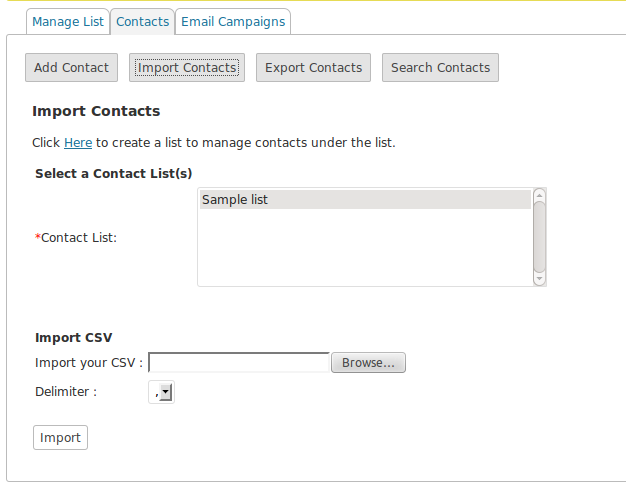 Manage List Contacts Email Campaigns
Add Contact Import Contacts Export Contacts Search Contacts
Import Contacts
Click Here to create a list to manage contacts under the list.
Select a Contact List(s)
Sample list
*Contact List:
Import CSV
Import your CSV : Browse...
Delimiter : ,
Import